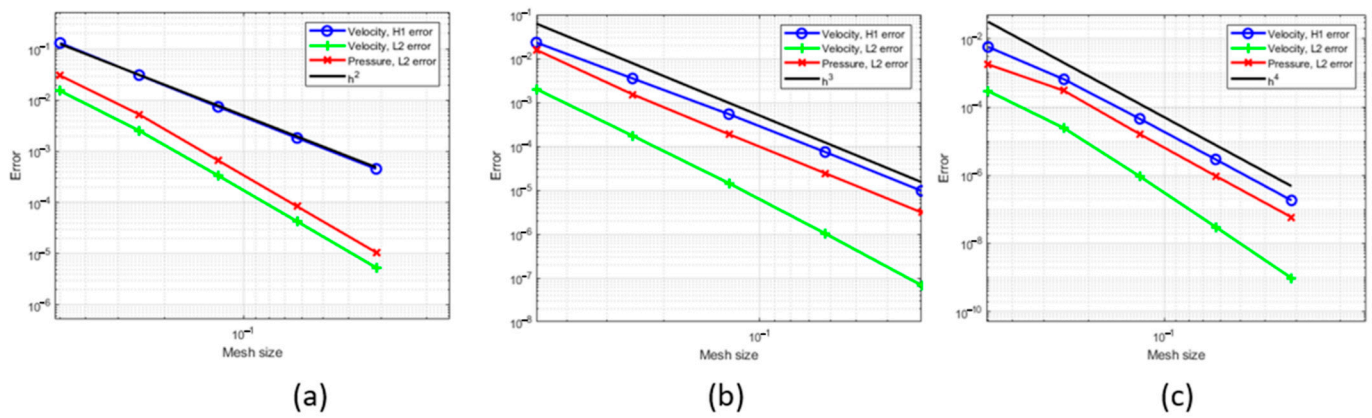 Velocity, H1 error
Velocity, L2 error
Pressure, L2 error
h2
10−1
10−2
10−3
10−4
10−5
10−6
Error
10−1
Mesh size
(a)
Velocity, H1 error
Velocity, L2 error
Pressure, L2 error
h3
10−1
10−2
10−3
10−4
10−5
10−6
10−7
10−8
Error
10−1
Mesh size
(b)
Velocity, H1 error
Velocity, L2 error
Pressure, L2 error
h4
10−2
10−4
10−6
10−8
10−10
Error
10−1
Mesh size
(c)